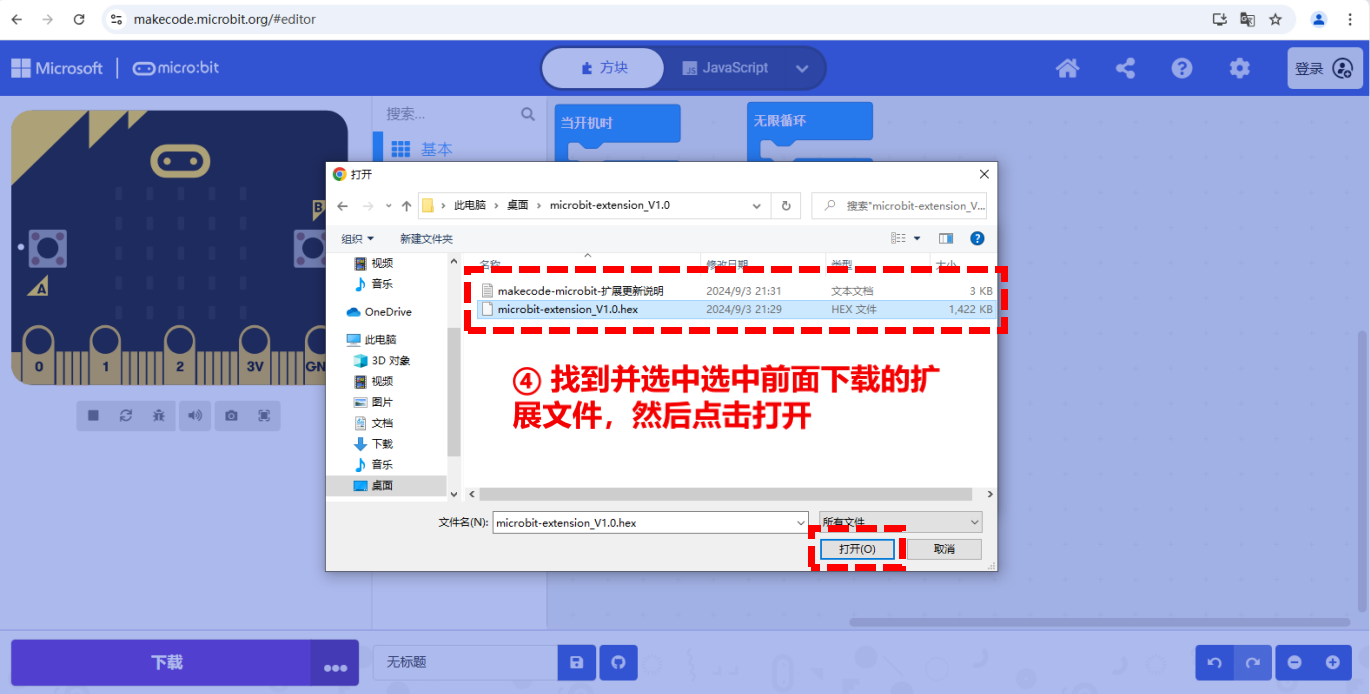 makecode.microbit.org/#editor
Microsoft
micro:bit
方块
JavaScript
登录
搜索...
基本
当开机时
无限循环
B
A
0
1
2
3V
GN
打开
此电脑
桌面
microbit-extension_V1.0
搜索"microbit-extension_V...
组织
新建文件夹
视频
音乐
OneDrive
此电脑
3D 对象
视频
图片
文档
下载
音乐
桌面
名称
修改日期
类型
大小
makecode-microbit-扩展更新说明
2024/9/3 21:31
文本文档
3 KB
microbit-extension_V1.0.hex
2024/9/3 21:29
HEX 文件
1,422 KB
④ 找到并选中选中前面下载的扩
展文件，然后点击打开
文件名(N):
microbit-extension_V1.0.hex
所有文件
打开(O)
取消
下载
无标题